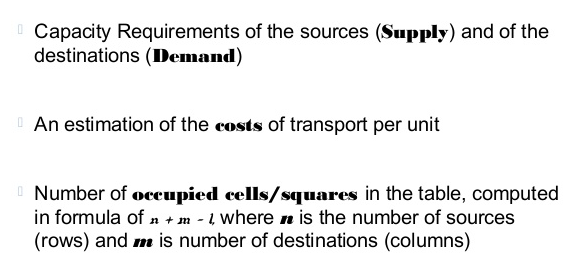 Capacity Requirements of the sources (Supply) and of the
destinations (Demand)
An estimation of the costs of transport per unit
Number of occupied cells/squares in the table, computed
in formula of n + m - 1, where n is the number of sources
(rows) and m is number of destinations (columns)